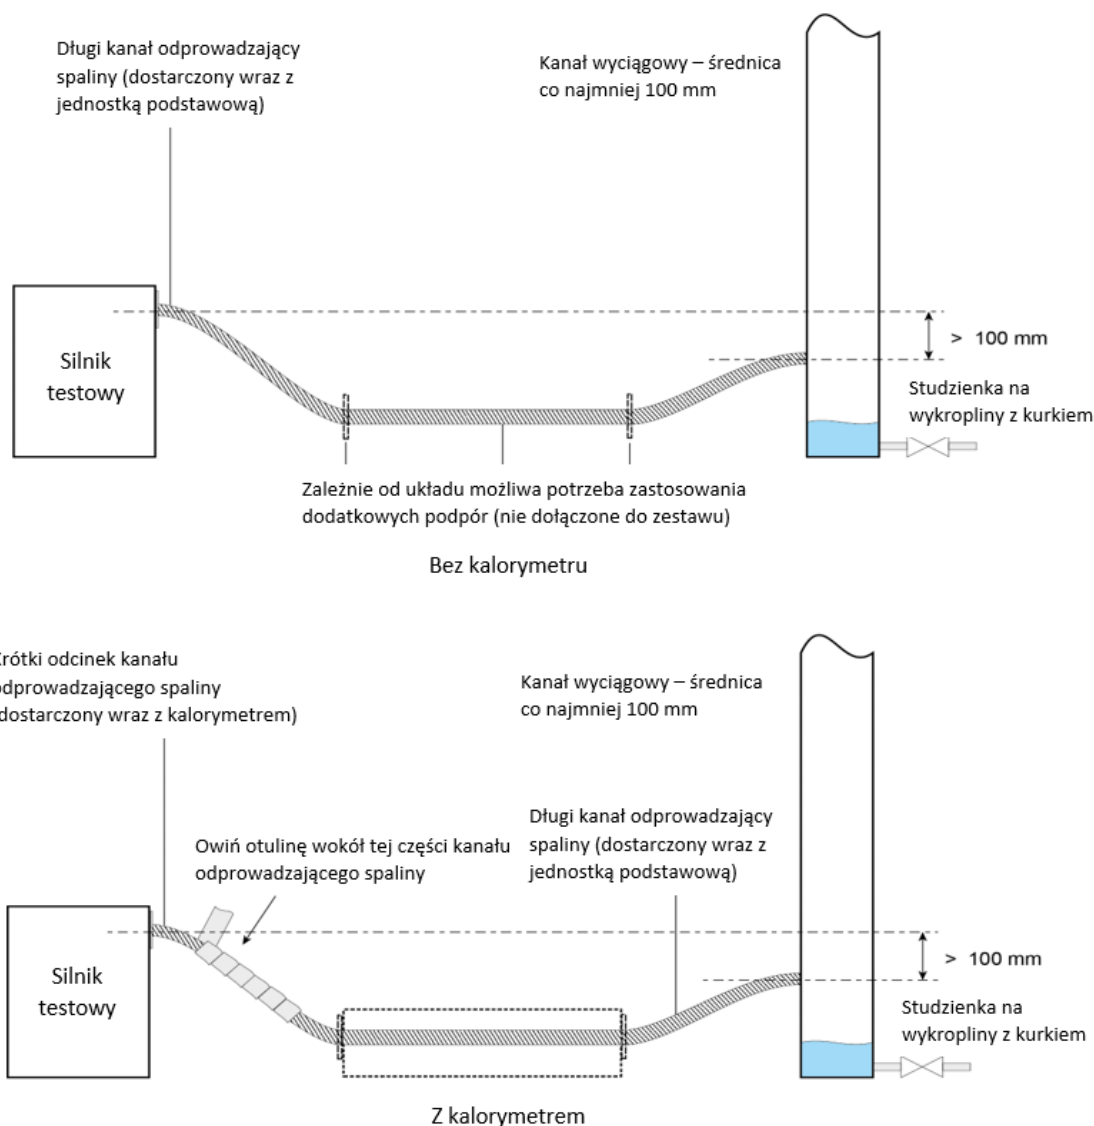 Długi kanał odprowadzający
spaliny (dostarczony wraz z
jednostką podstawową)
Kanał wyciągowy – średnica
co najmniej 100 mm
Silnik
testowy
> 100 mm
Studzienka na
wykropliny z kurkiem
Zależnie od układu możliwa potrzeba zastosowania
dodatkowych podpór (nie dołączone do zestawu)
Bez kalorymetru
rótki odcinek kanału
dprowadzającego spaliny
dostarczony wraz z kalorymetrem)
Kanał wyciągowy – średnica
co najmniej 100 mm
Owiń otulinę wokół tej części kanału
odprowadzającego spaliny
Długi kanał odprowadzający
spaliny (dostarczony wraz z
jednostką podstawową)
Silnik
testowy
> 100 mm
Studzienka na
wykropliny z kurkiem
Z kalorymetrem